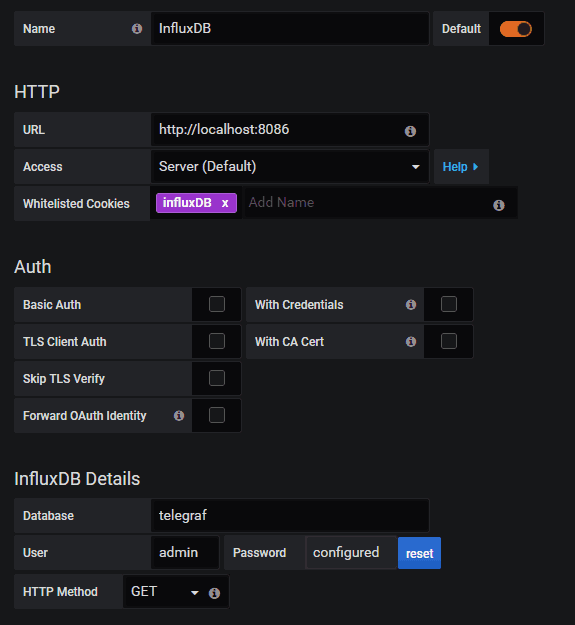 Name InfluxDB Default
HTTP
URL http://localhost:8086
Access Server (Default) Help
Whitelisted Cookies influxDB x Add Name
Auth
Basic Auth With Credentials
TLS Client Auth With CA Cert
Skip TLS Verify
Forward OAuth Identity
InfluxDB Details
Database telegraf
User admin Password configured reset
HTTP Method GET